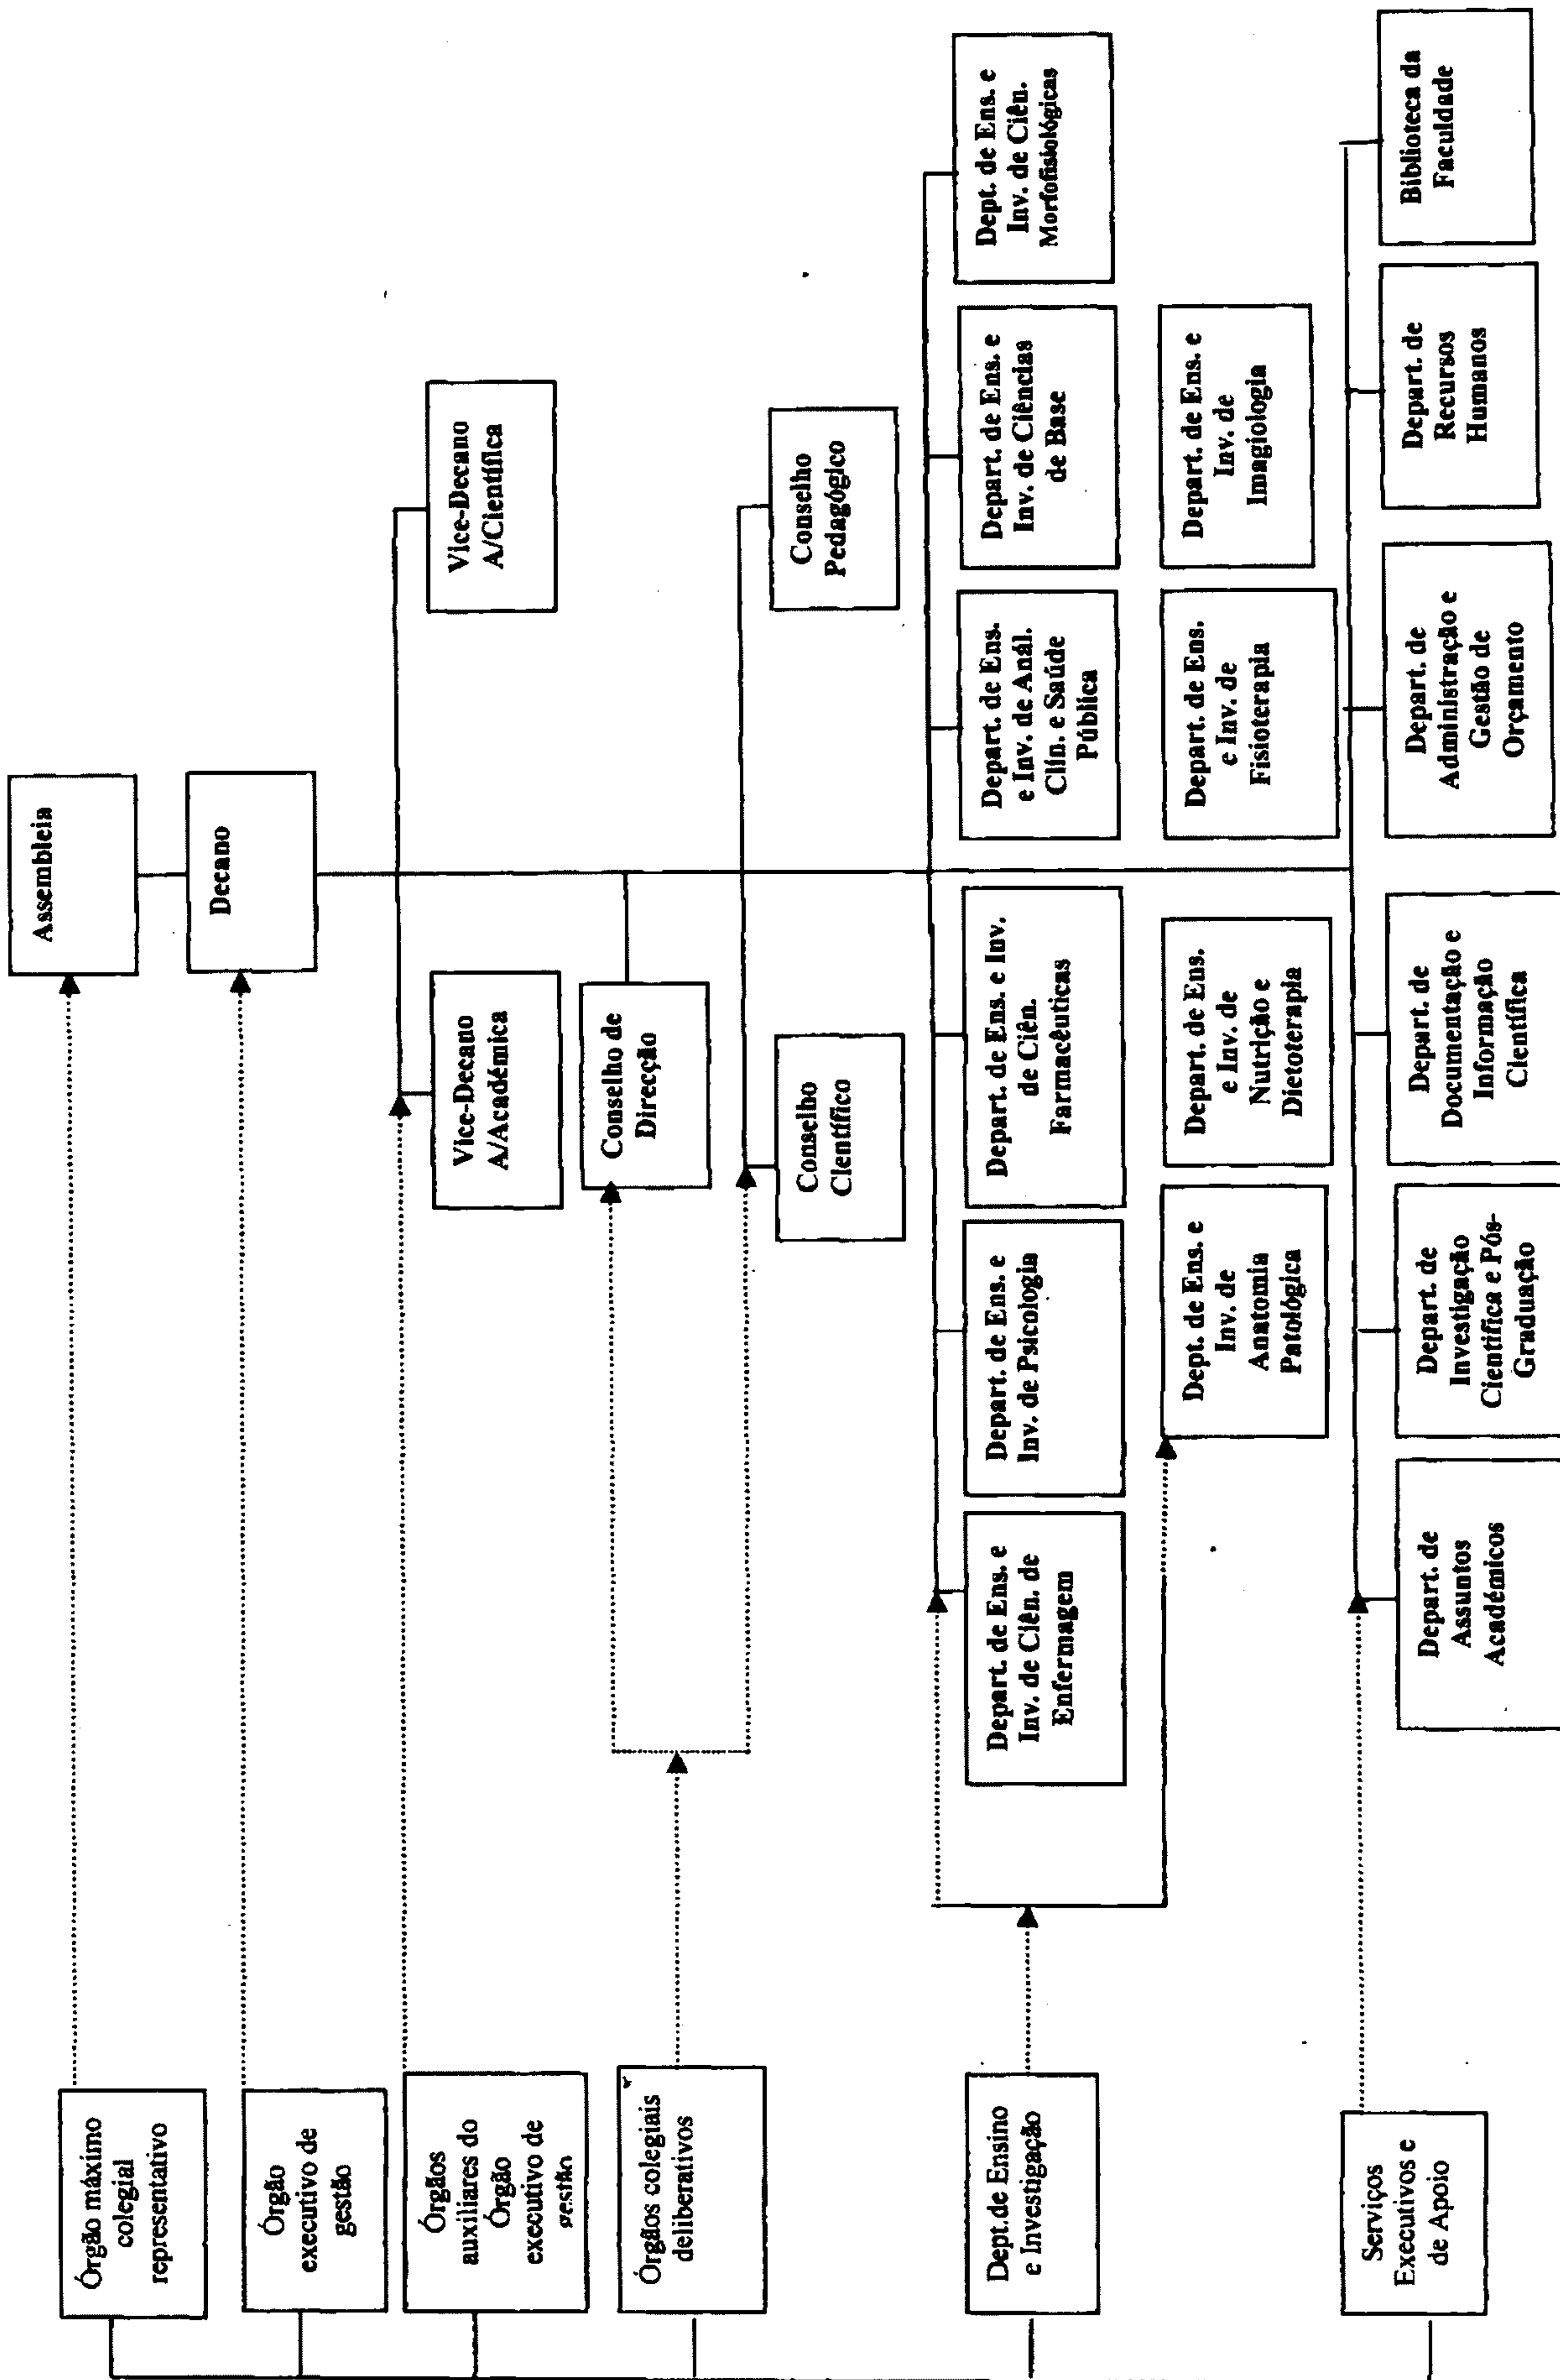 Órgão máximo
colegial
representativo
Assembleia
Órgão
executivo de
gestão
Decano
Órgãos
auxiliares do
Órgão
executivo de
gestão
Vice-Decano
A/Académica
Vice-Decano
A/Científica
Órgãos colegiais
deliberativos
Conselho de
Direcção
Conselho
Científico
Conselho
Pedagógico
Dept.de Ensino
e Investigação
Depart. de Ens. e
Inv. de Ciên. de
Enfermagem
Depart. de Ens. e
Inv. de Psicologia
Depart. de Ens. e Inv.
de Ciên.
Farmacêuticas
Depart. de Ens.
e Inv. de Anál.
Clín. e Saúde
Pública
Depart. de Ens. e
Inv. de Ciências
de Base
Dept. de Ens. e
Inv. de Ciên.
Morfofisiológicas
Dept. de Ens. e
Inv. de
Anatomia
Patológica
Depart. de Ens.
e Inv. de
Nutrição e
Dietoterapia
Depart. de Ens.
e Inv. de
Fisioterapia
Depart. de Ens. e
Inv. de
Imagiologia
Serviços
Executivos e
de Apoio
Depart. de
Assuntos
Académicos
Depart. de
Investigação
Científica e Pós-
Graduação
Depart. de
Documentação e
Informação
Científica
Depart. de
Administração e
Gestão de
Orçamento
Depart. de
Recursos
Humanos
Biblioteca da
Faculdade